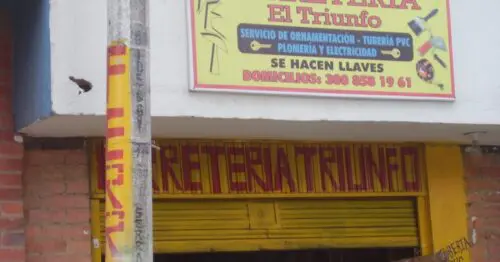 ETERIA
El Triunfo
SERVICIO DE ORNAMENTACIÓN - TUBERÍA PVC
PLOMERÍA Y ELECTRICIDAD
SE HACEN LLAVES
DOMICILIOS: 300 858 19 61
RRETERIA TRIUNFO